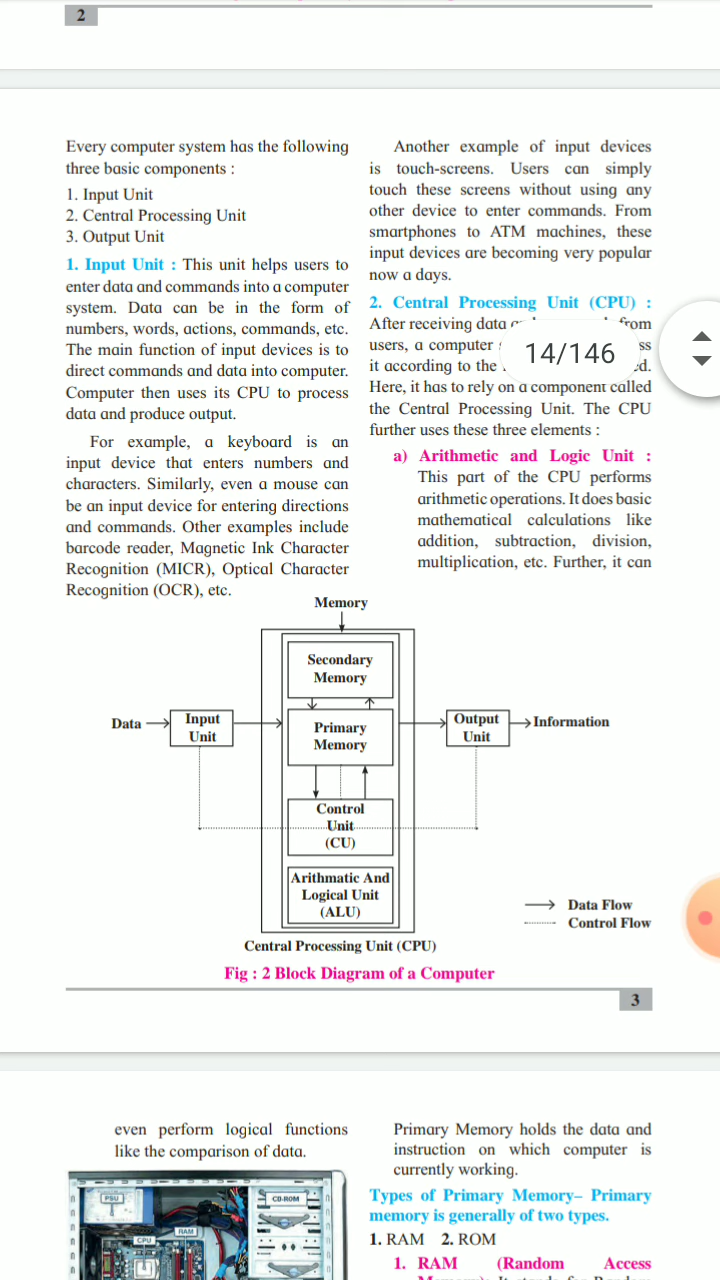 2
Every computer system has the following
three basic components :
1. Input Unit
2. Central Processing Unit
3. Output Unit
1. Input Unit : This unit helps users to
enter data and commands into a computer
system. Data can be in the form of
numbers, words, actions, commands, etc.
The main function of input devices is to
direct commands and data into computer.
Computer then uses its CPU to process
data and produce output.
For example, a keyboard is an
input device that enters numbers and
characters. Similarly, even a mouse can
be an input device for entering directions
and commands. Other examples include
barcode reader, Magnetic Ink Character
Recognition (MICR), Optical Character
Recognition (OCR), etc.
Another example of input devices
is touch-screens. Users can simply
touch these screens without using any
other device to enter commands. From
smartphones to ATM machines, these
input devices are becoming very popular
now a days.
2. Central Processing Unit (CPU) :
After receiving data from
users, a computer
it according to the
Here, it has to rely on a component called
the Central Processing Unit. The CPU
further uses these three elements :
14/146
a) Arithmetic and Logic Unit :
This part of the CPU performs
arithmetic operations. It does basic
mathematical calculations like
addition, subtraction, division,
multiplication, etc. Further, it can
Memory
Secondary
Memory
Data
Input
Unit
Primary
Memory
Output
Unit
Information
Control
Unit
(CU)
Arithmatic And
Logical Unit
(ALU)
Data Flow
Control Flow
Central Processing Unit (CPU)
Fig : 2 Block Diagram of a Computer
3
even perform logical functions
like the comparison of data.
PSU
CD-ROM
RAM
CPU
Primary Memory holds the data and
instruction on which computer is
currently working.
Types of Primary Memory– Primary
memory is generally of two types.
1. RAM 2. ROM
1. RAM (Random Access